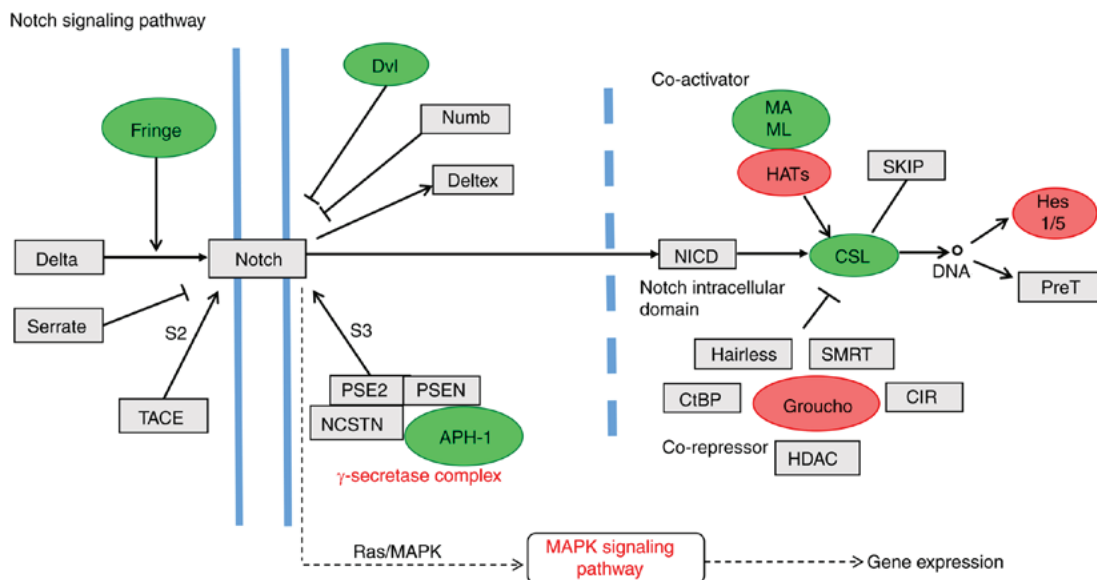 Notch signaling pathway
Dvl
Fringe
Numb
Deltex
Delta
Notch
Serrate
S2
S3
TACE
PSE2
PSEN
NCSTN
APH-1
γ-secretase complex
Co-activator
MA
ML
HATs
SKIP
Hes
1/5
NICD
CSL
DNA
PreT
Notch intracellular
domain
Hairless
SMRT
CtBP
Groucho
CIR
Co-repressor
HDAC
Ras/MAPK
MAPK signaling
pathway
Gene expression